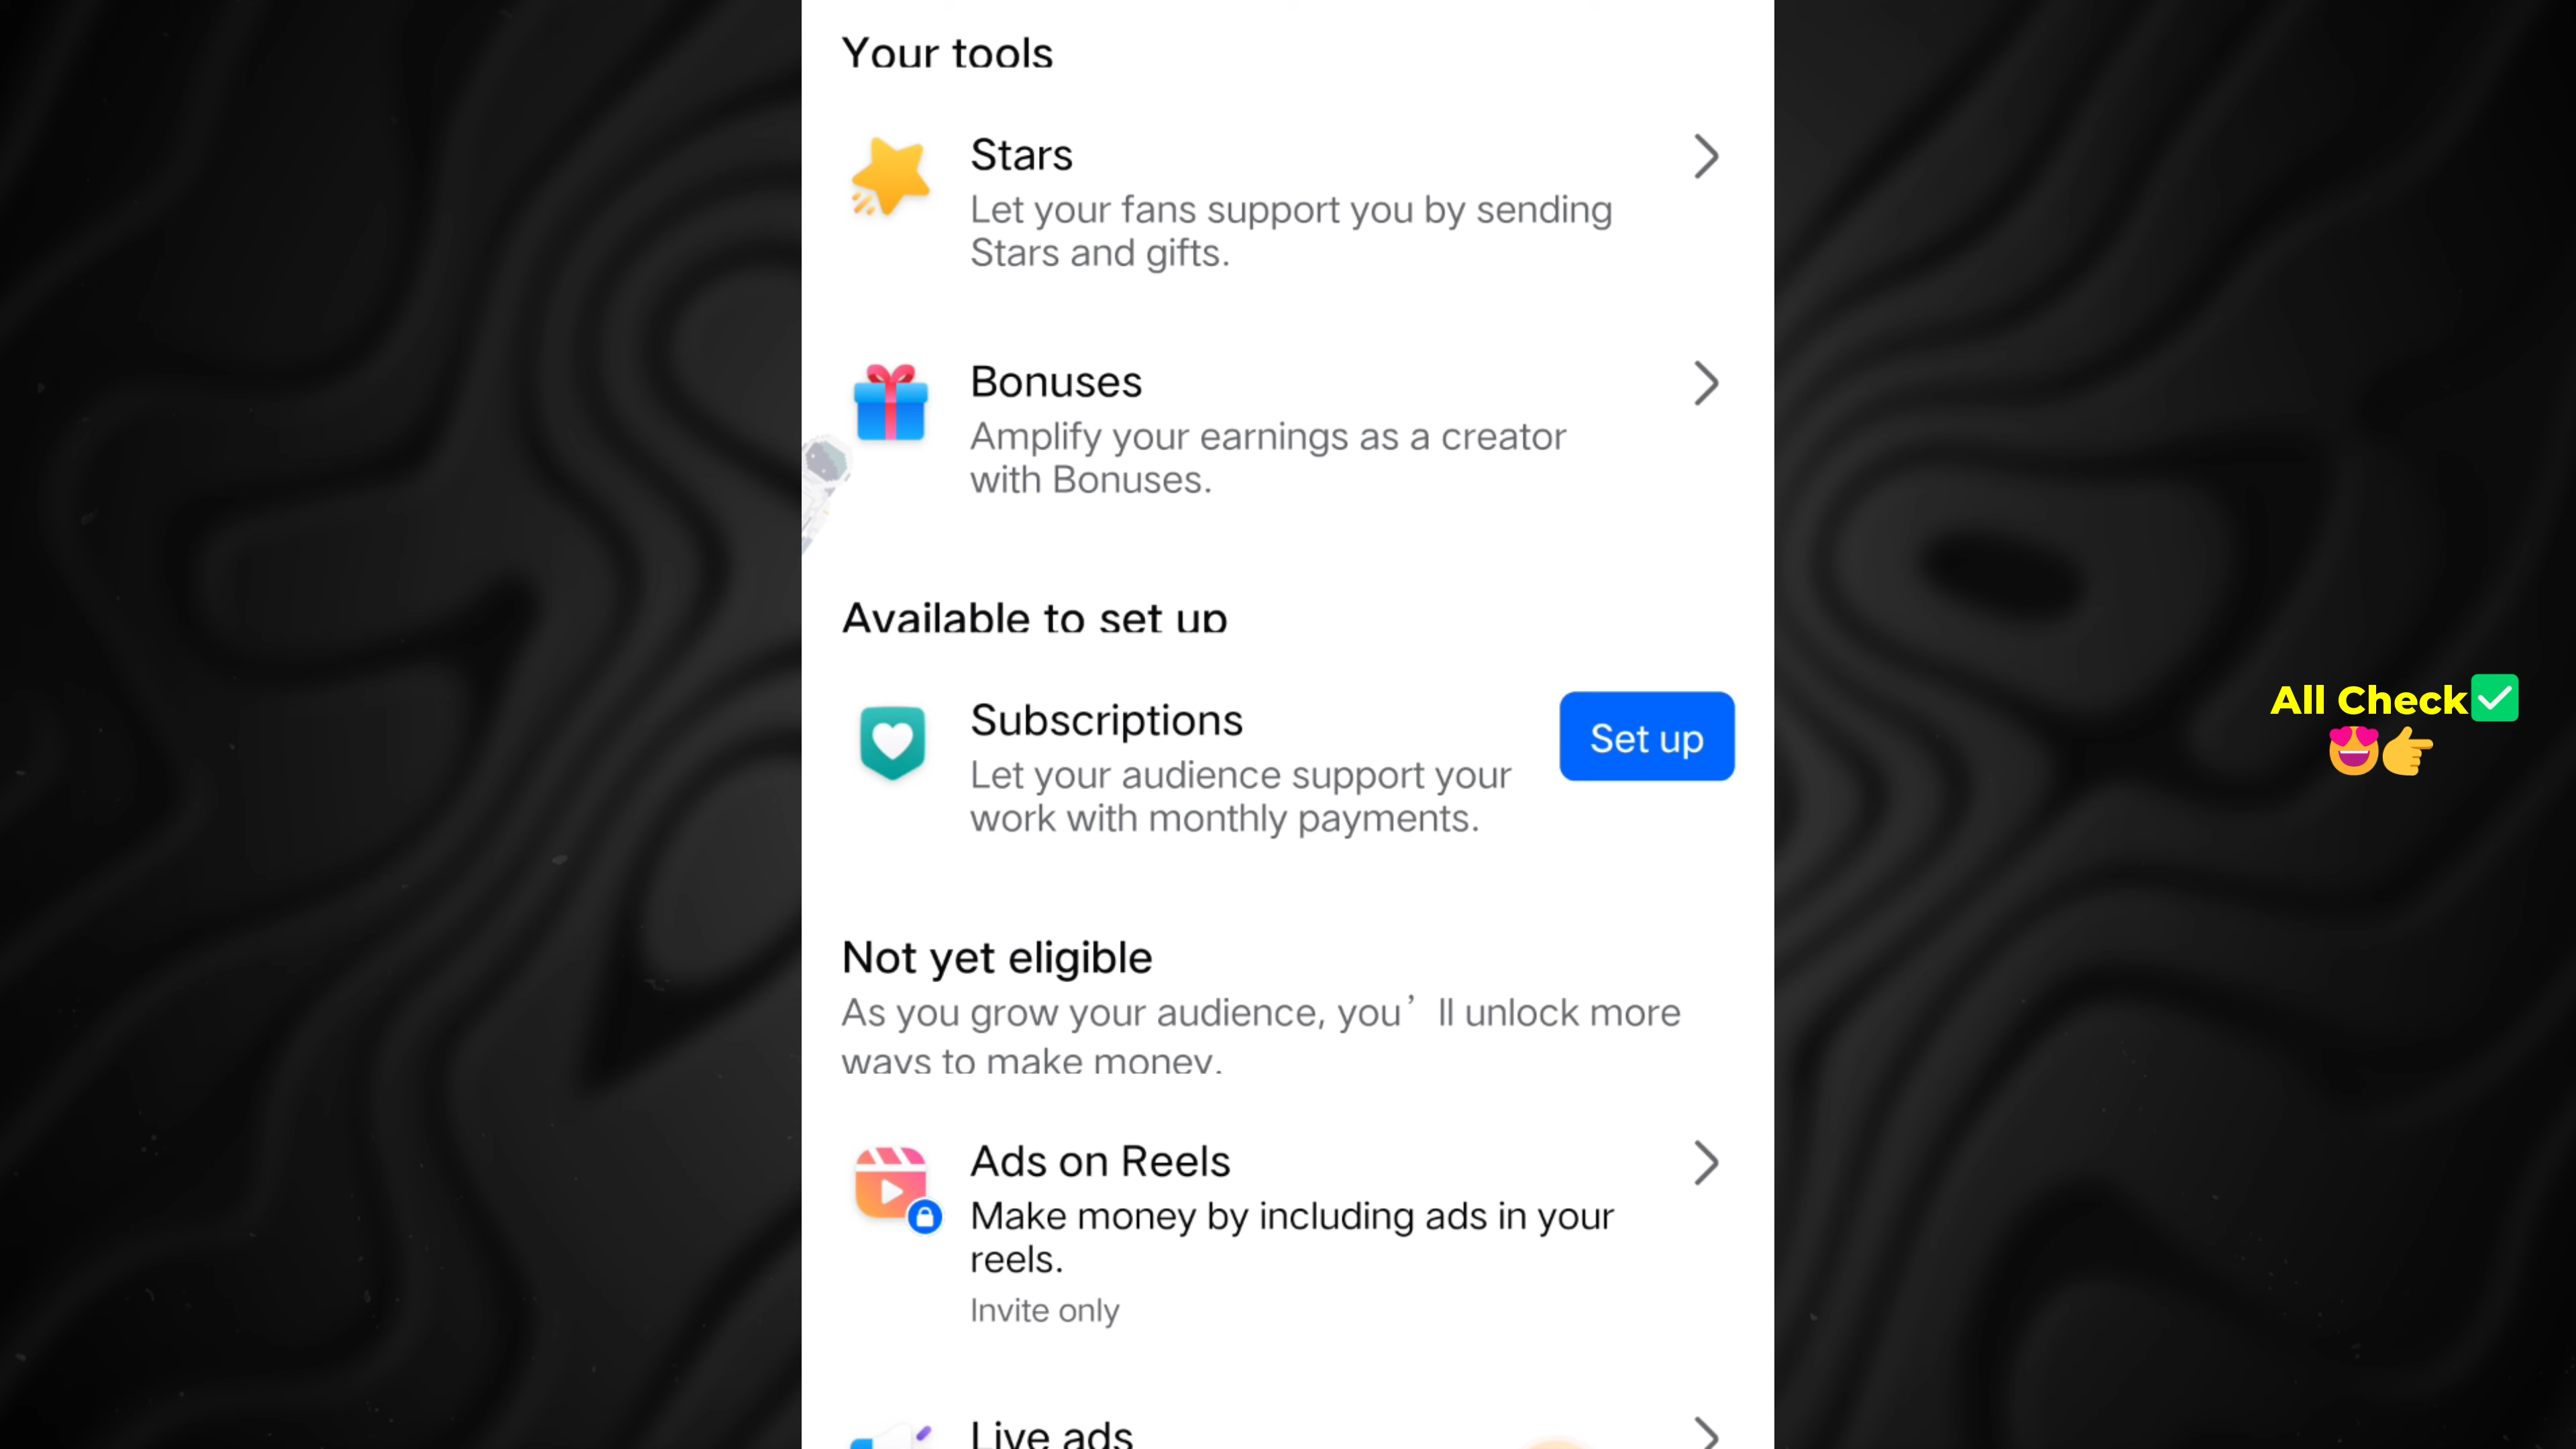 Your tools
Stars
Let your fans support you by sending
Stars and gifts.
Bonuses
Amplify your earnings as a creator
with Bonuses.
Available to set up
Subscriptions
Let your audience support your
work with monthly payments.
Set up
Not yet eligible
As you grow your audience, you’ ll unlock more
ways to make money.
Ads on Reels
Make money by including ads in your
reels.
Invite only
Live ads
All Check✅
😍👉